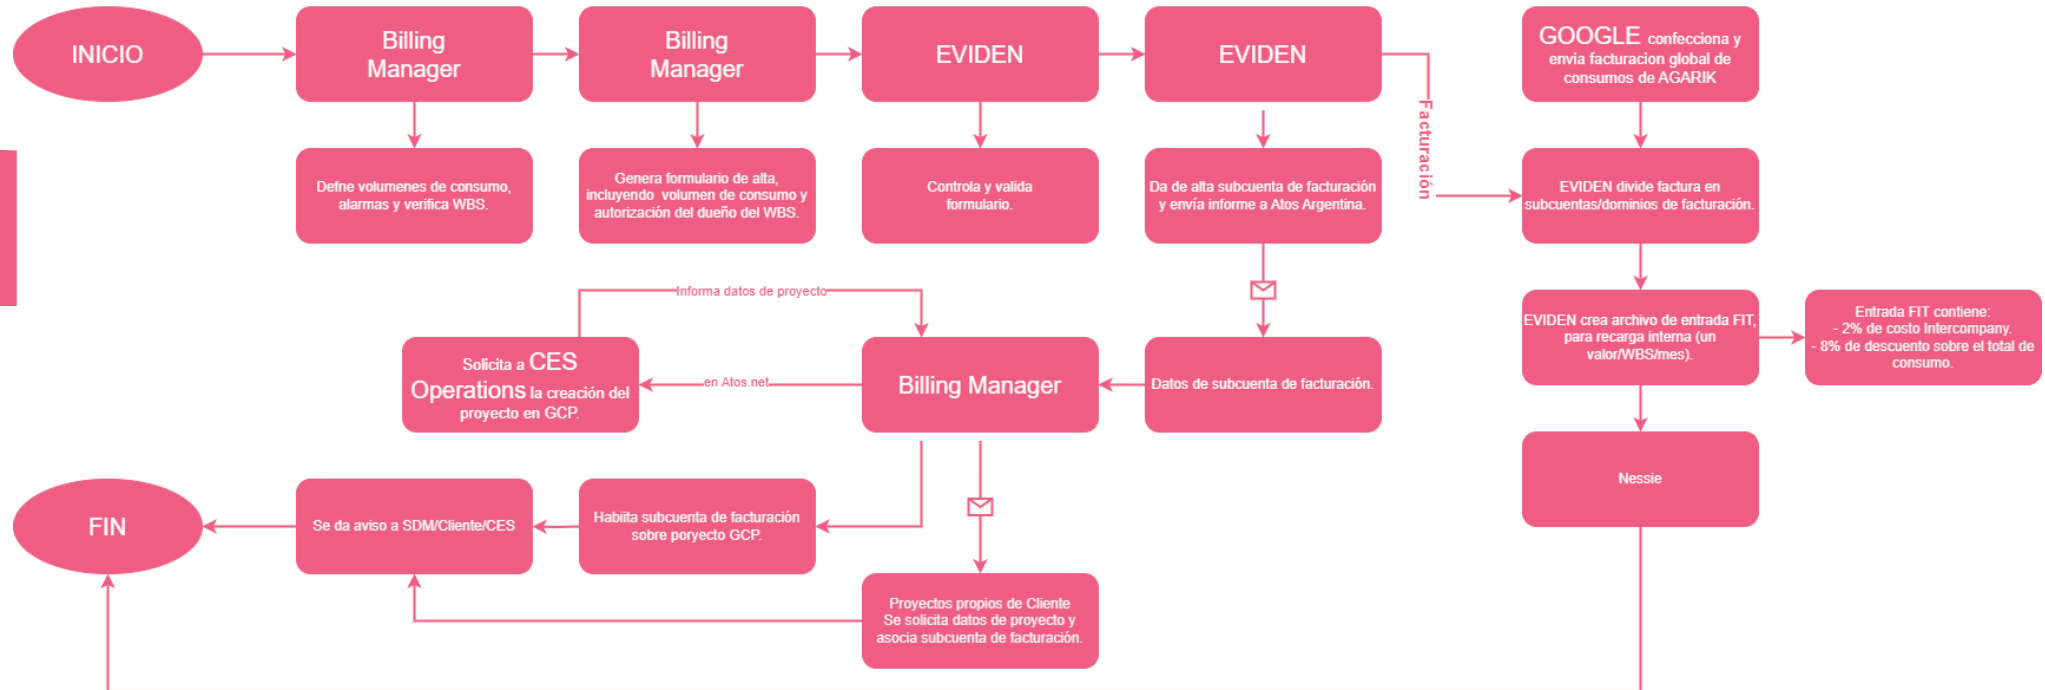 INICIO
Billing
Manager
Billing
Manager
EVIDEN
EVIDEN
GOOGLE confecciona y
envia facturacion global de
consumos de AGARIK
Facturación
Defne volumenes de consumo,
alarmas y verifica WBS.
Genera formulario de alta,
incluyendo volumen de consumo y
autorización del dueño del WBS.
Controla y valida
formulario.
Da de alta subcuenta de facturación
y envía informe a Atos Argentina.
EVIDEN divide factura en
subcuentas/dominios de facturación.
Informa datos de proyecto
EVIDEN crea archivo de entrada FIT,
para recarga interna (un
valor/WBS/mes).
Entrada FIT contiene:
- 2% de costo Intercompany.
- 8% de descuento sobre el total de
consumo.
Solicita a CES
Operations la creación del
proyecto en GCP.
en Atos.net
Billing Manager
Datos de subcuenta de facturación.
Nessie
FIN
Se da aviso a SDM/Cliente/CES
Habiita subcuenta de facturación
sobre poryecto GCP.
Proyectos propios de Cliente
Se solicita datos de proyecto y
asocia subcuenta de facturación.